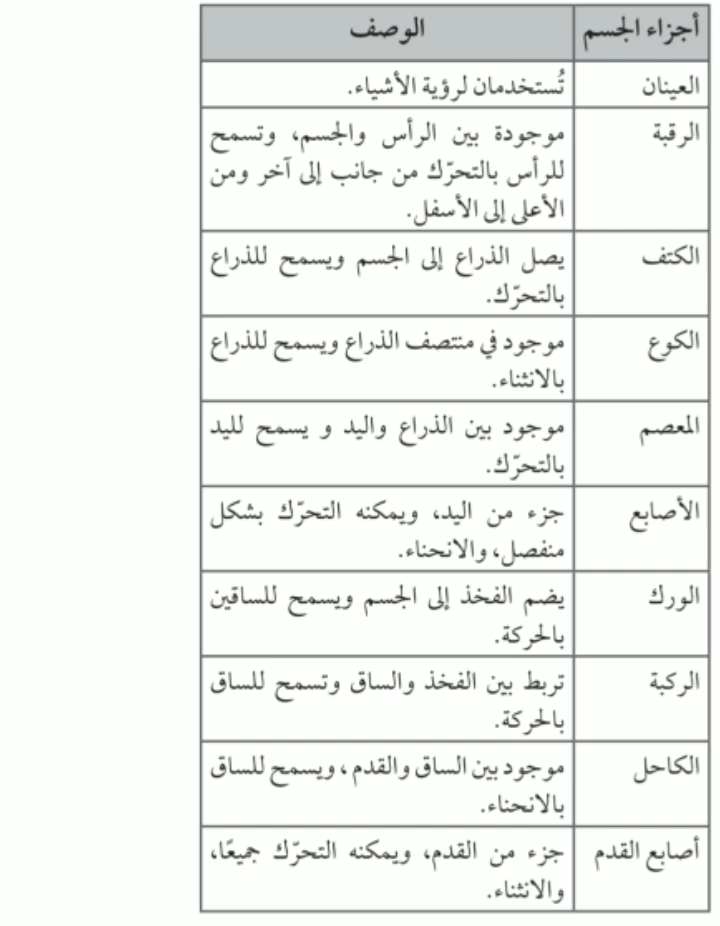 أجزاء الجسم الوصف
العينان تُستخدمان لرؤية الأشياء.
الرقبة موجودة بين الرأس والجسم، وتسمح
للرأس بالتحرّك من جانب إلى آخر ومن
الأعلى إلى الأسفل.
الكتف يصل الذراع إلى الجسم ويسمح للذراع
بالتحرّك.
الكوع موجود في منتصف الذراع ويسمح للذراع
بالانثناء.
المعصم موجود بين الذراع واليد و يسمح لليد
بالتحرّك.
الأصابع جزء من اليد، ويمكنه التحرّك بشكل
منفصل، والانحناء.
الورك يضم الفخذ إلى الجسم ويسمح للساقين
بالحركة.
الركبة تربط بين الفخذ والساق وتسمح للساق
بالحركة.
الكاحل موجود بين الساق والقدم، ويسمح للساق
بالانحناء.
أصابع القدم جزء من القدم، ويمكنه التحرّك جميعًا،
والانثناء.